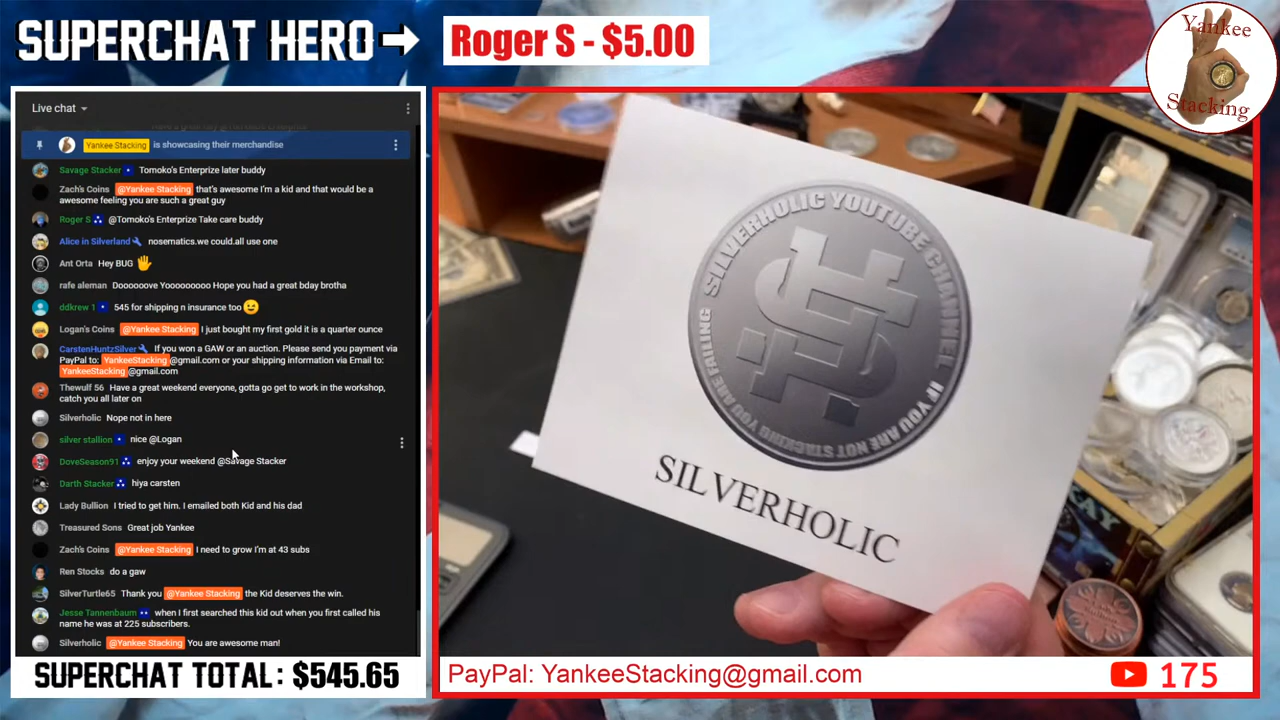 SUPERCHAT HERO
Roger S - $5.00
Yankee
Stacking
Live chat
Yankee Stacking is showcasing their merchandise
Savage Stacker Tomoko's Enterprize later buddy
Zach's Coins @Yankee Stacking that's awesome I'm a kid and that would be a
awesome feeling you are such a great guy
Roger S @Tomoko's Enterprize Take care buddy
Alice in Silverland nosematics.we could.all use one
Ant Orta Hey BUG
rafe aleman Doooooove Yooooooooo Hope you had a great bday brotha
ddkrew 1 545 for shipping n insurance too
Logan's Coins @Yankee Stacking I just bought my first gold it is a quarter ounce
CarstenHuntzSilver If you won a GAW or an auction. Please send you payment via
PayPal to: YankeeStacking @gmail.com or your shipping information via Email to:
YankeeStacking @gmail.com
Thewulf 56 Have a great weekend everyone, gotta go get to work in the workshop,
catch you all later on
Silverholic Nope not in here
silver stallion nice @Logan
DoveSeason91 enjoy your weekend @Savage Stacker
Darth Stacker hiya carsten
Lady Bullion I tried to get him. I emailed both Kid and his dad
Treasured Sons Great job Yankee
Zach's Coins @Yankee Stacking I need to grow I'm at 43 subs
Ren Stocks do a gaw
SilverTurtle65 Thank you @Yankee Stacking the Kid deserves the win.
Jesse Tannenbaum when I first searched this kid out when you first called his
name he was at 225 subscribers.
Silverholic @Yankee Stacking You are awesome man!
SUPERCHAT TOTAL: $545.65
SILVERHOLIC YOUTUBE CHANNEL
IF YOU ARE NOT STACKING YOU ARE FAILING
SILVERHOLIC
PayPal: YankeeStacking@gmail.com
175